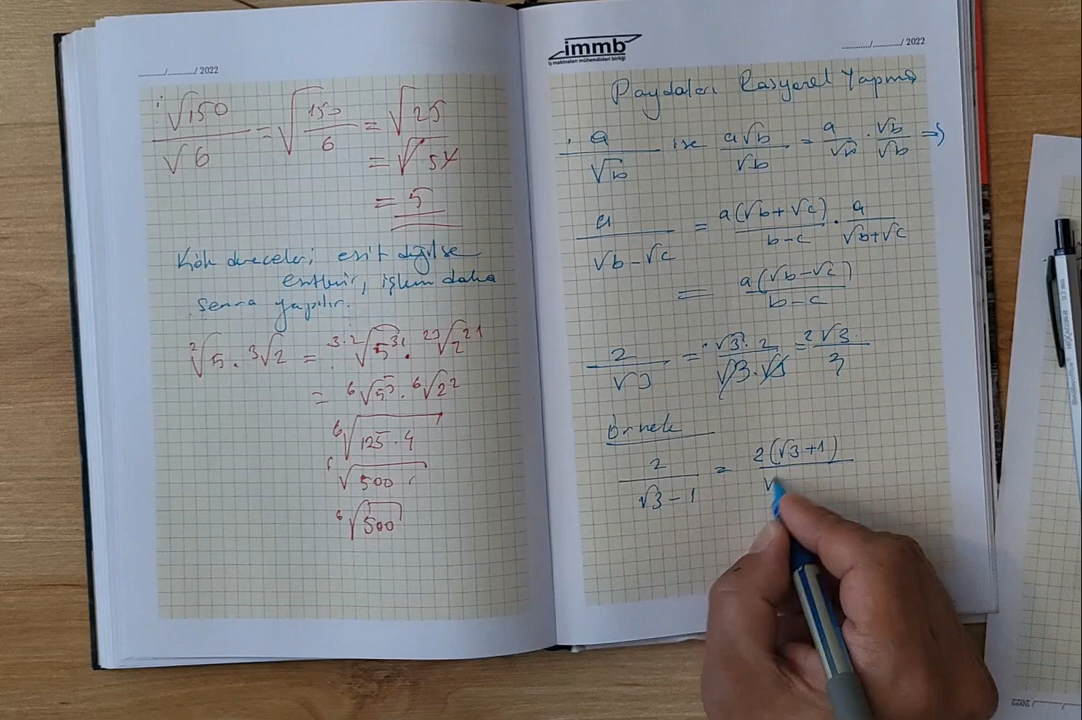 ...../...../ 2022
√150 / √6 = √(150/6) = √25
= √5²
= 5
Kök dereceleri eşit değilse
eşitlenir, işlem daha
sonra yapılır.
²√5 · ³√2 = ³·²√5³·¹ · ²·³√2²·¹
= ⁶√5³ · ⁶√2²
⁶√125 · 4
⁶√500
⁶√500
immb
iş makinaları mühendisleri birliği
...../...../ 2022
Paydaları Rasyonel Yapma
a / √b ise a√b / √b = a / √b · √b / √b ⇒
a / (√b - √c) = a(√b + √c) / (b - c) · a / (√b + √c)
= a(√b - √c) / (b - c)
2 / √3 = √3 · 2 / (√3 · √3) = 2√3 / 3
Örnek
2 / (√3 - 1) = 2(√3 + 1) / √
2022